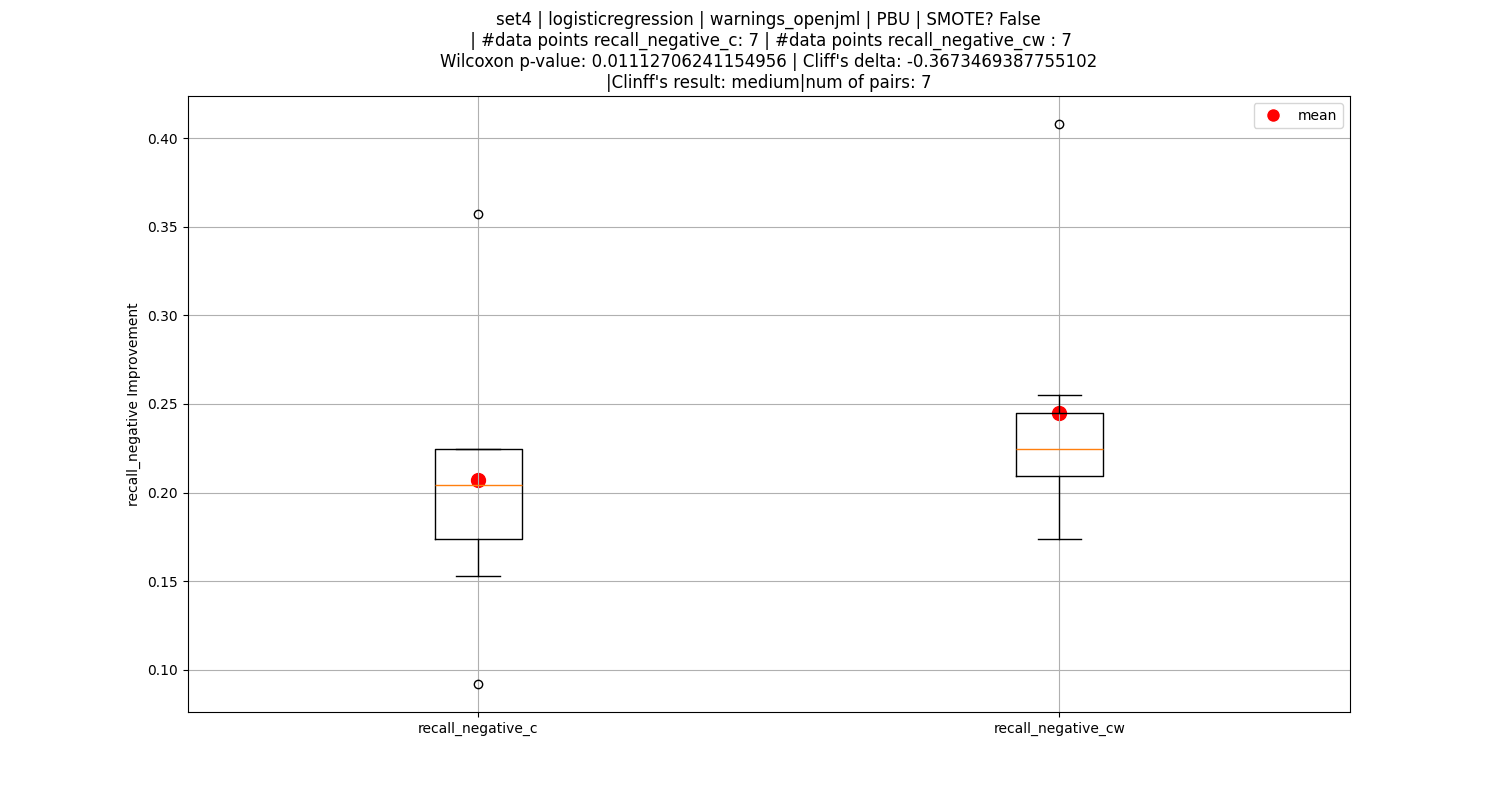 set4 | logisticregression | warnings_openjml | PBU | SMOTE? False
| #data points recall_negative_c: 7 | #data points recall_negative_cw : 7
Wilcoxon p-value: 0.01112706241154956 | Cliff's delta: -0.3673469387755102
|Clinff's result: medium|num of pairs: 7
mean
recall_negative Improvement
0.40
0.35
0.30
0.25
0.20
0.15
0.10
recall_negative_c
recall_negative_cw